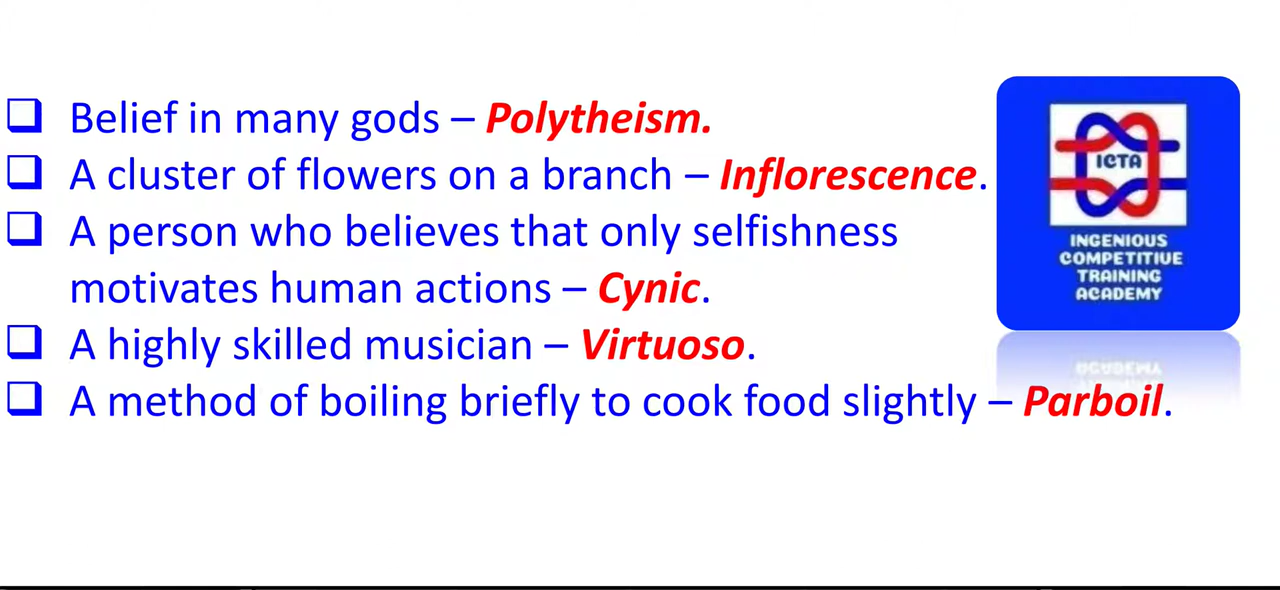 ❑ Belief in many gods – Polytheism.
❑ A cluster of flowers on a branch – Inflorescence.
❑ A person who believes that only selfishness
motivates human actions – Cynic.
❑ A highly skilled musician – Virtuoso.
❑ A method of boiling briefly to cook food slightly – Parboil.
ICTA
INGENIOUS
COMPETITIVE
TRAINING
ACADEMY